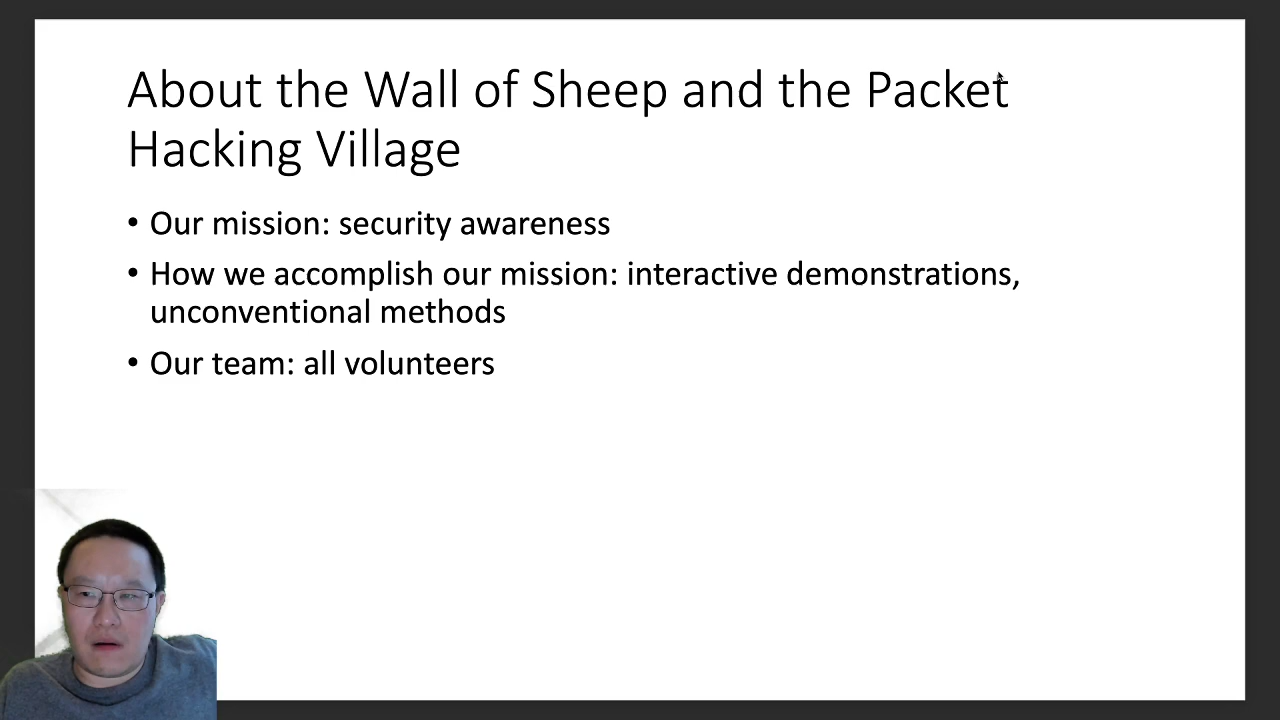 About the Wall of Sheep and the Packet
Hacking Village
• Our mission: security awareness
• How we accomplish our mission: interactive demonstrations,
unconventional methods
• Our team: all volunteers